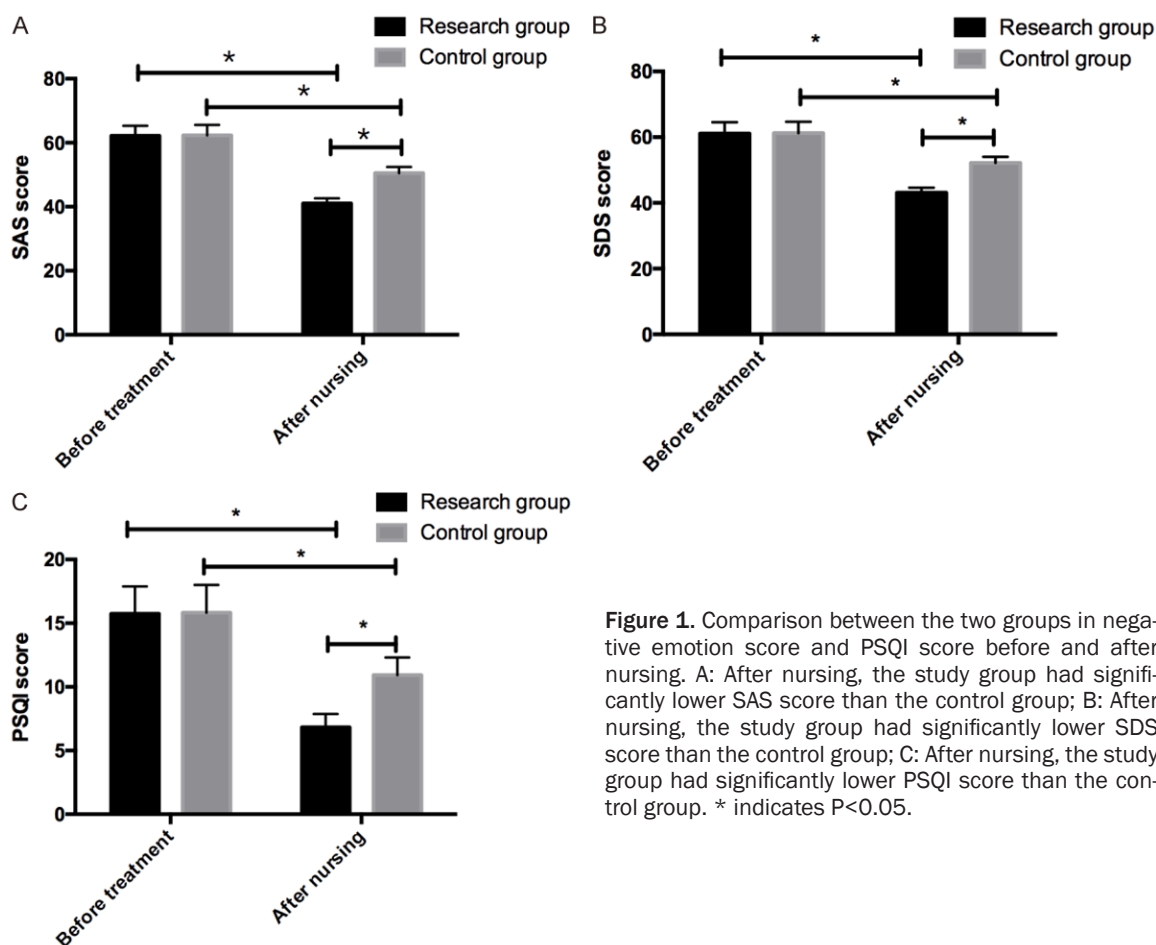 A
Research group
Control group
*
*
*
80
60
40
20
0
SAS score
Before treatment
After nursing
B
Research group
Control group
*
*
*
80
60
40
20
0
SDS score
Before treatment
After nursing
C
Research group
Control group
*
*
*
20
15
10
5
0
PSQI score
Before treatment
After nursing
Figure 1. Comparison between the two groups in nega-
tive emotion score and PSQI score before and after
nursing. A: After nursing, the study group had signifi-
cantly lower SAS score than the control group; B: After
nursing, the study group had significantly lower SDS
score than the control group; C: After nursing, the study
group had significantly lower PSQI score than the con-
trol group. * indicates P<0.05.